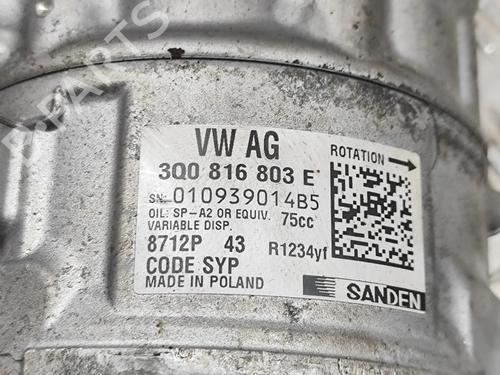 B-PARTS
VW AG
3Q0 816 803 E
ROTATION
SN: 010939014B5
OIL: SP-A2 OR EQUIV. 75cc
VARIABLE DISP.
8712P 43 R1234yf
CODE SYP
MADE IN POLAND
SANDEN